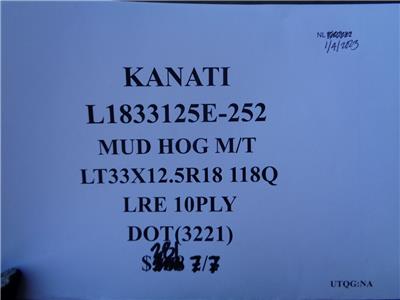 NL
1/4/2023
KANATI
L1833125E-252
MUD HOG M/T
LT33X12.5R18 118Q
LRE 10PLY
DOT(3221)
$ 7/7
UTQG:NA